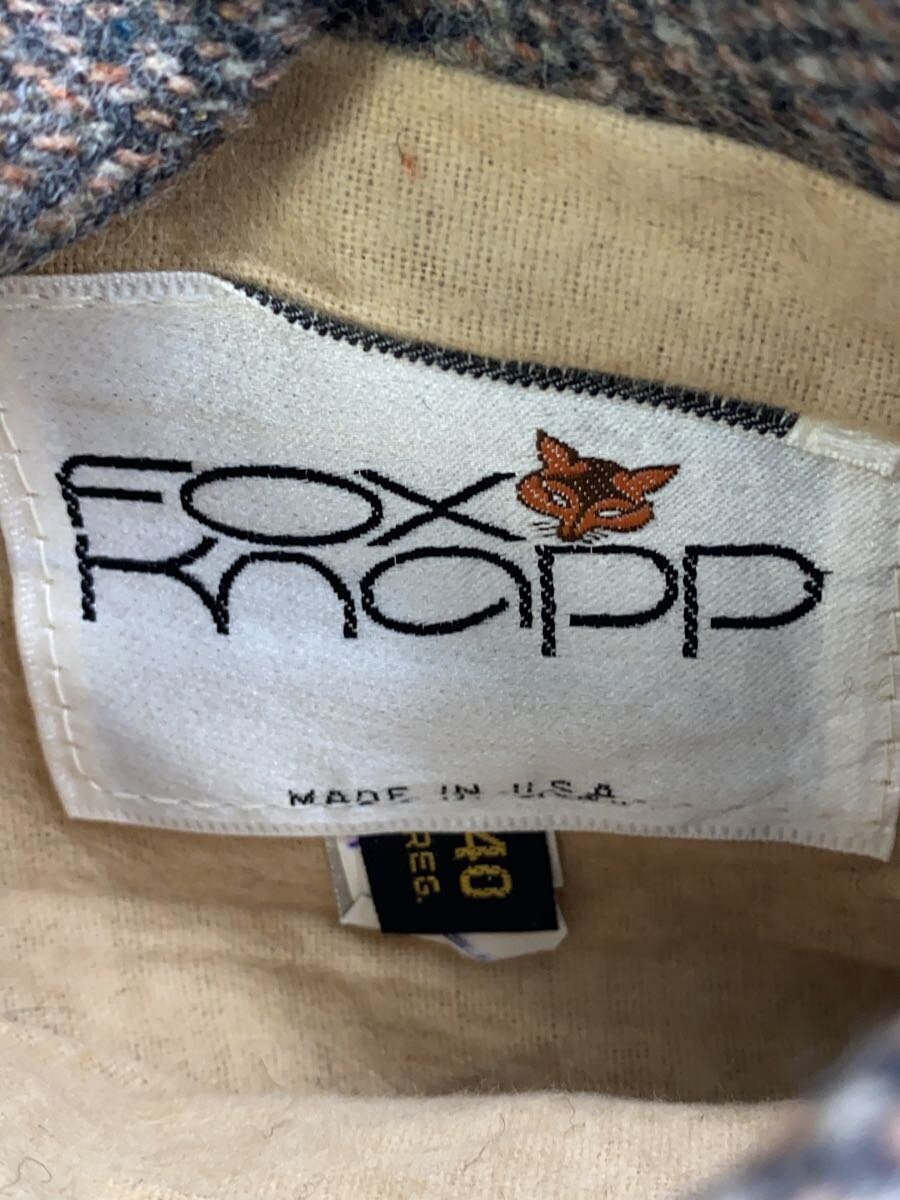 FOX
Knapp
MADE IN U.S.A.
40
REG.